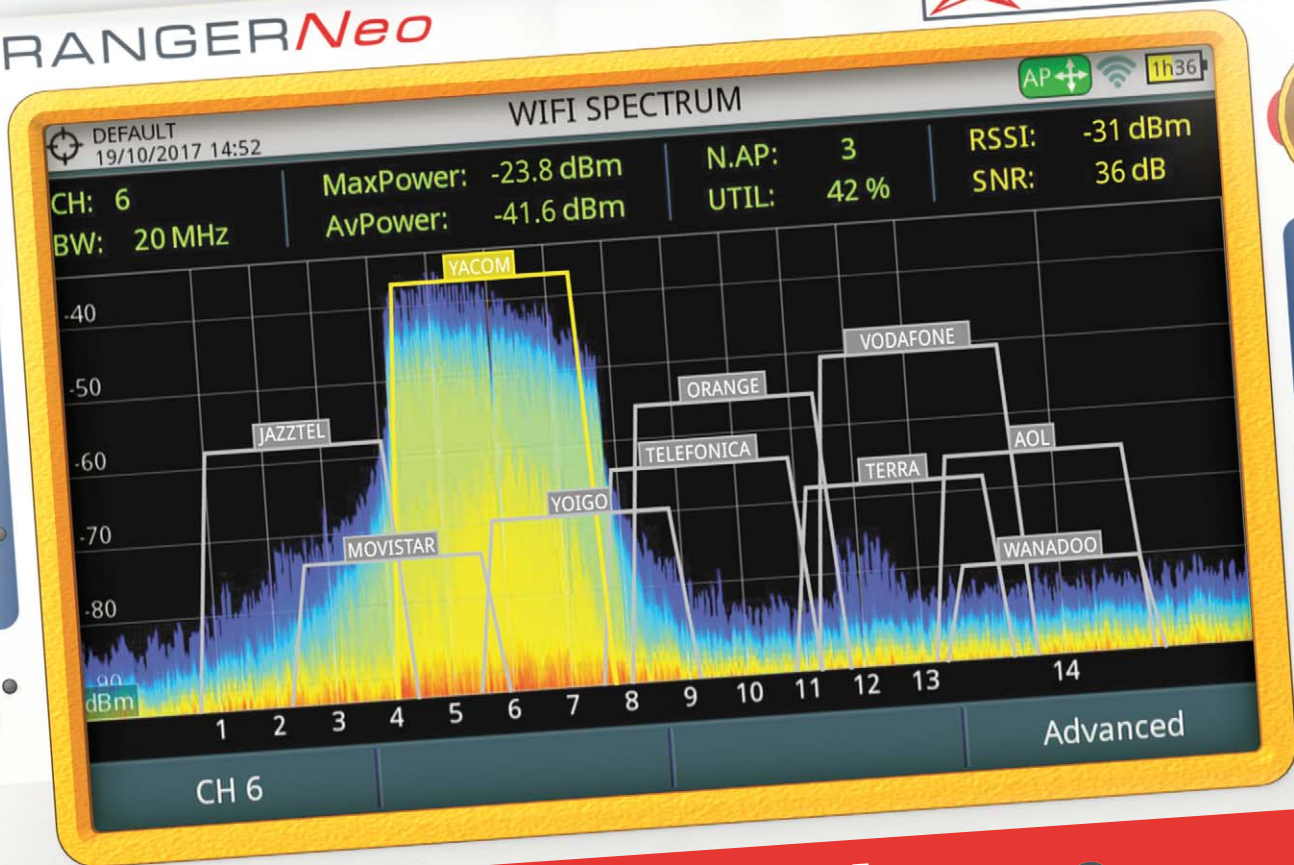 RANGERNeo
DEFAULT
19/10/2017 14:52
WIFI SPECTRUM
AP
1h36
CH: 6
BW: 20 MHz
MaxPower: -23.8 dBm
AvPower: -41.6 dBm
N.AP: 3
UTIL: 42 %
RSSI: -31 dBm
SNR: 36 dB
YACOM
-40
VODAFONE
-50
ORANGE
JAZZTEL
TELEFONICA
AOL
-60
TERRA
YOIGO
-70
MOVISTAR
WANADOO
-80
-90
dBm
1 2 3 4 5 6 7 8 9 10 11 12 13 14
CH 6
Advanced